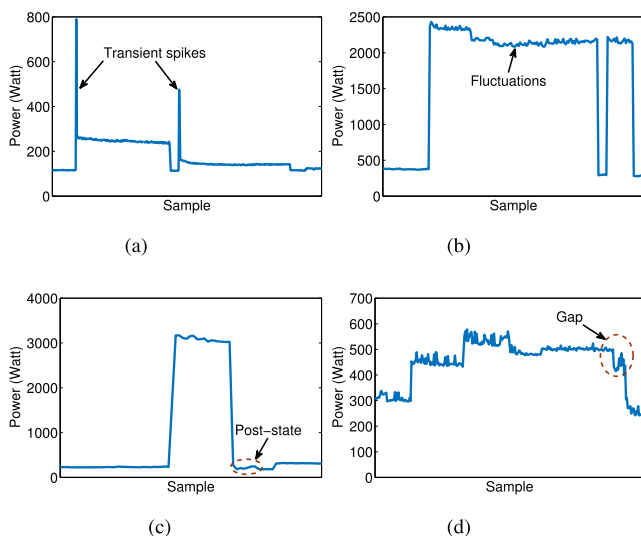 800
600
400
200
0
Power (Watt)
Transient spikes
Sample
(a)
2500
2000
1500
1000
500
0
Power (Watt)
Fluctuations
Sample
(b)
4000
3000
2000
1000
0
Power (Watt)
Post−state
Sample
(c)
700
600
500
400
300
200
100
0
Power (Watt)
Gap
Sample
(d)